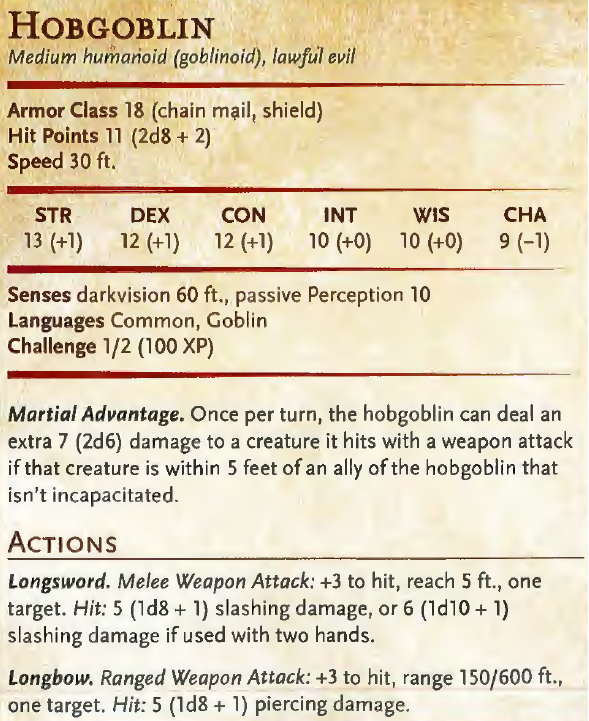 HOBGOBLIN
Medium humanoid (goblinoid), lawful evil
Armor Class 18 (chain mail, shield)
Hit Points 11 (2d8 + 2)
Speed 30 ft.
STR DEX CON INT WIS CHA
13 (+1) 12 (+1) 12 (+1) 10 (+0) 10 (+0) 9 (−1)
Senses darkvision 60 ft., passive Perception 10
Languages Common, Goblin
Challenge 1/2 (100 XP)
Martial Advantage. Once per turn, the hobgoblin can deal an
extra 7 (2d6) damage to a creature it hits with a weapon attack
if that creature is within 5 feet of an ally of the hobgoblin that
isn't incapacitated.
ACTIONS
Longsword. Melee Weapon Attack: +3 to hit, reach 5 ft., one
target. Hit: 5 (1d8 + 1) slashing damage, or 6 (1d10 + 1)
slashing damage if used with two hands.
Longbow. Ranged Weapon Attack: +3 to hit, range 150/600 ft.,
one target. Hit: 5 (1d8 + 1) piercing damage.